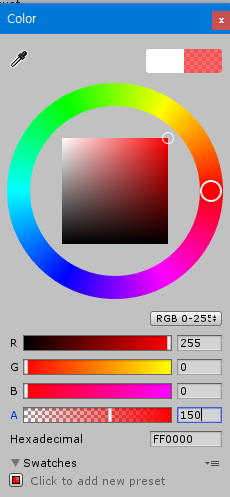 Color
x
RGB 0-255
R 255
G 0
B 0
A 150
Hexadecimal FF0000
Swatches
Click to add new preset